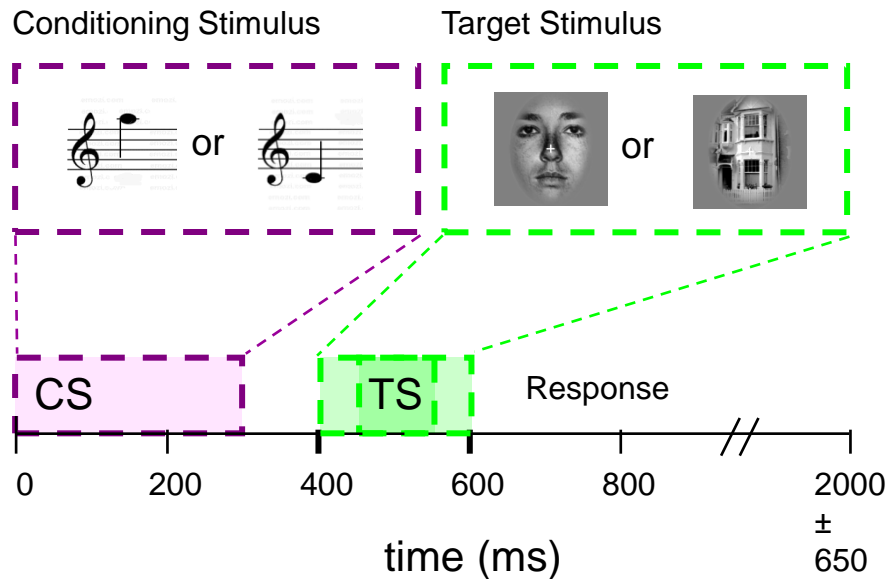 Conditioning Stimulus
Target Stimulus
or
or
CS
TS
Response
0
200
400
600
800
2000
±
650
time (ms)